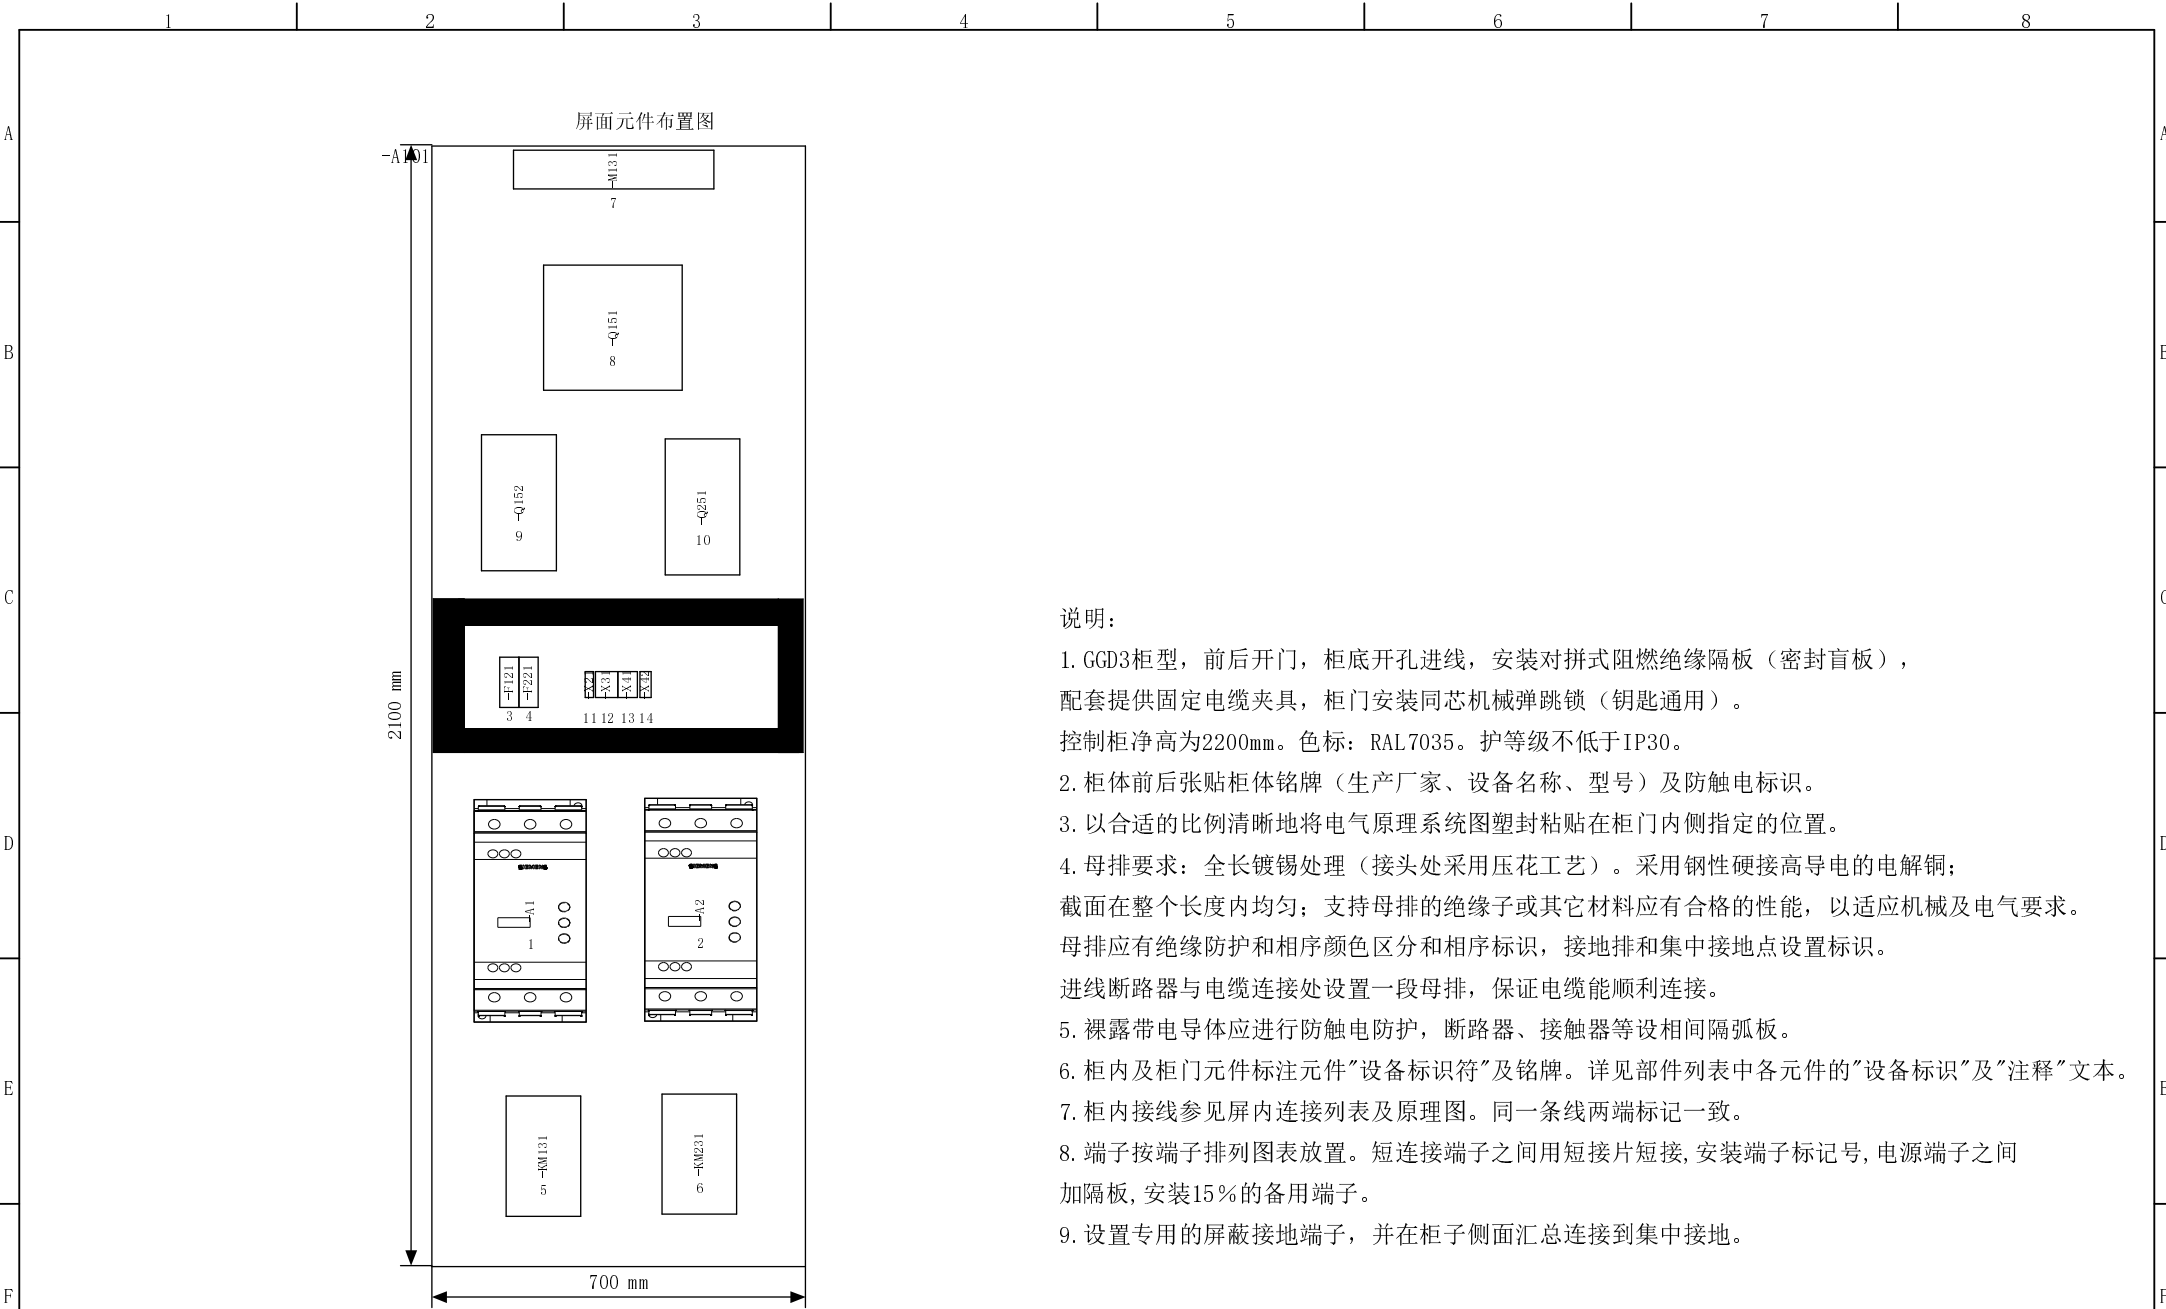 1 2 3 4 5 6 7 8
A A
屏面元件布置图
-A101
-M131
7
B
-Q151
8
-Q152
9
-Q251
10
C
2100 mm
-F121 -F221 -X21 -X31 -X41 -X42
3 4 11 12 13 14
D
-A1
1
-A2
2
E
-KM131
5
-KM231
6
F
700 mm
说明：
1.GGD3柜型，前后开门，柜底开孔进线，安装对拼式阻燃绝缘隔板（密封盲板），
配套提供固定电缆夹具，柜门安装同芯机械弹跳锁（钥匙通用）。
控制柜净高为2200mm。色标：RAL7035。护等级不低于IP30。
2.柜体前后张贴柜体铭牌（生产厂家、设备名称、型号）及防触电标识。
3.以合适的比例清晰地将电气原理系统图塑封粘贴在柜门内侧指定的位置。
4.母排要求：全长镀锡处理（接头处采用压花工艺）。采用钢性硬接高导电的电解铜；
截面在整个长度内均匀；支持母排的绝缘子或其它材料应有合格的性能，以适应机械及电气要求。
母排应有绝缘防护和相序颜色区分和相序标识，接地排和集中接地点设置标识。
进线断路器与电缆连接处设置一段母排，保证电缆能顺利连接。
5.裸露带电导体应进行防触电防护，断路器、接触器等设相间隔弧板。
6.柜内及柜门元件标注元件"设备标识符"及铭牌。详见部件列表中各元件的"设备标识"及"注释"文本。
7.柜内接线参见屏内连接列表及原理图。同一条线两端标记一致。
8.端子按端子排列图表放置。短连接端子之间用短接片短接,安装端子标记号,电源端子之间
加隔板,安装15%的备用端子。
9.设置专用的屏蔽接地端子，并在柜子侧面汇总连接到集中接地。